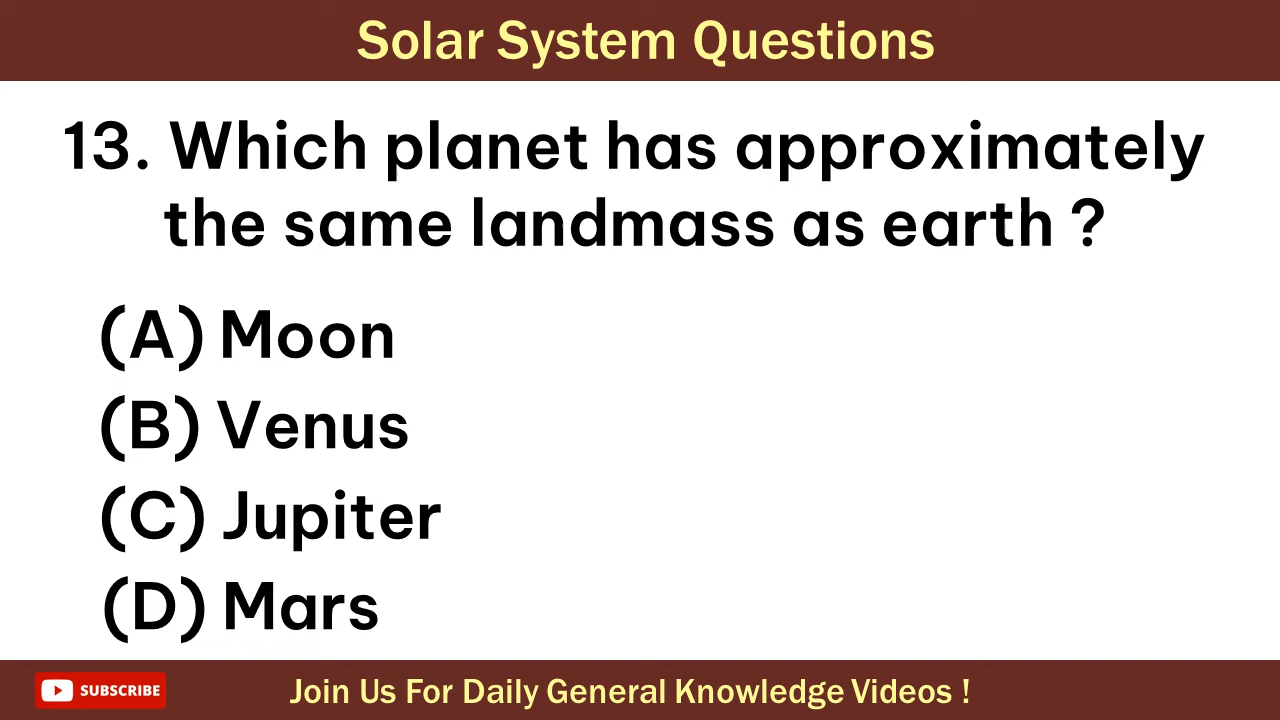 Solar System Questions
13. Which planet has approximately
the same landmass as earth ?
(A) Moon
(B) Venus
(C) Jupiter
(D) Mars
SUBSCRIBE
Join Us For Daily General Knowledge Videos !